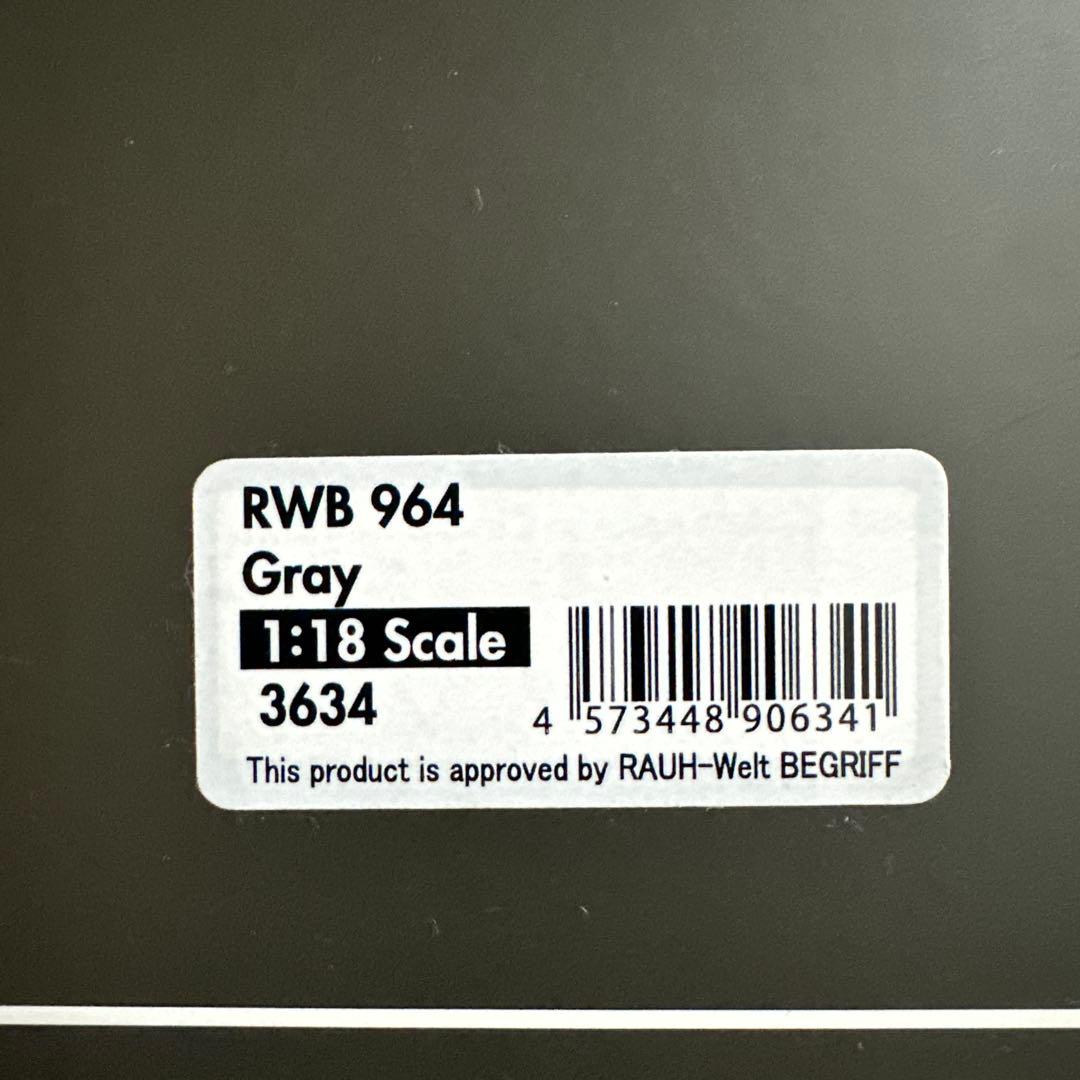 RWB 964
Gray
1:18 Scale
3634
4 573448 906341
This product is approved by RAUH-Welt BEGRIFF